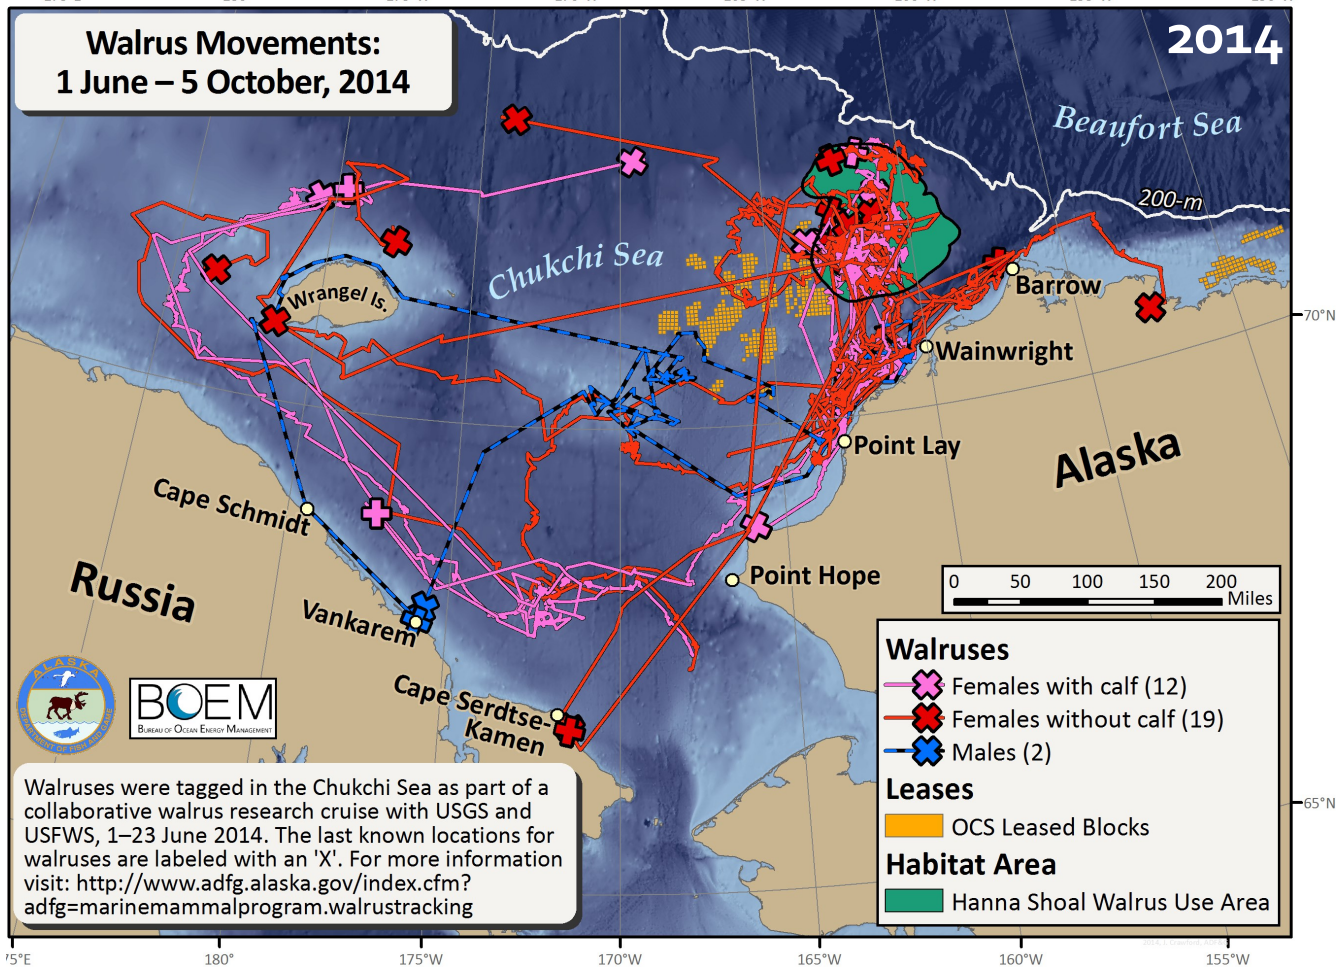 Walrus Movements:
1 June – 5 October, 2014
2014
Beaufort Sea
200-m
Chukchi Sea
Wrangel Is.
Barrow
70°N
Wainwright
Point Lay
Alaska
Cape Schmidt
Point Hope
Russia
Vankarem
Cape Serdtse-
Kamen
0 50 100 150 200
Miles
Walruses
Females with calf (12)
Females without calf (19)
Males (2)
Leases
OCS Leased Blocks
Habitat Area
Hanna Shoal Walrus Use Area
65°N
ALASKA
DEPARTMENT OF FISH AND GAME
BOEM
BUREAU OF OCEAN ENERGY MANAGEMENT
Walruses were tagged in the Chukchi Sea as part of a
collaborative walrus research cruise with USGS and
USFWS, 1–23 June 2014. The last known locations for
walruses are labeled with an 'X'. For more information
visit: http://www.adfg.alaska.gov/index.cfm?
adfg=marinemammalprogram.walrustracking
180° 175°W 170°W 165°W 160°W 155°W